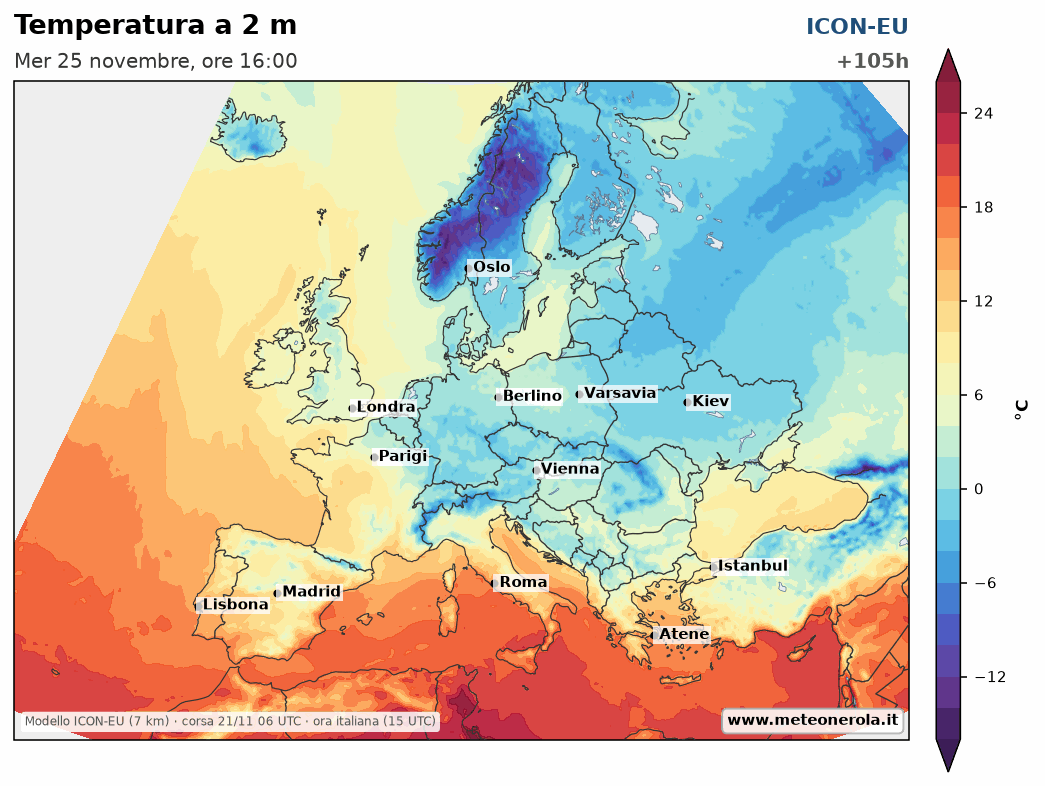 Temperatura a 2 m
ICON-EU
Mer 25 novembre, ore 16:00
+105h
24
18
12
6
0
−6
−12
°C
Oslo
Londra
Berlino
Varsavia
Kiev
Parigi
Vienna
Istanbul
Roma
Madrid
Lisbona
Atene
Modello ICON-EU (7 km) · corsa 21/11 06 UTC · ora italiana (15 UTC)
www.meteonerola.it